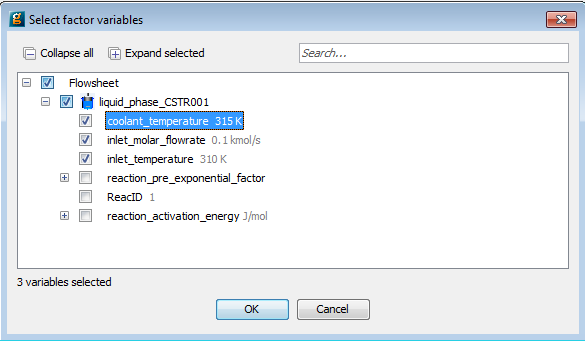 Select factor variables
Collapse all Expand selected Search...
Flowsheet
liquid_phase_CSTR001
coolant_temperature 315 K
inlet_molar_flowrate 0.1 kmol/s
inlet_temperature 310 K
reaction_pre_exponential_factor
ReacID 1
reaction_activation_energy J/mol
3 variables selected
OK Cancel